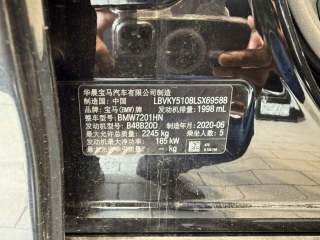 华晨宝马汽车有限公司制造
制造国：中国 LBVKY5108LSX69588
品牌：宝马(BMW)牌 发动机排量：1998 mL
整车型号：BMW7201HN
发动机型号：B48B20D 制造年月：2020-06
最大允许总质量：2245 kg 乘坐人数：5
发动机最大净功率：185 kW
— kg